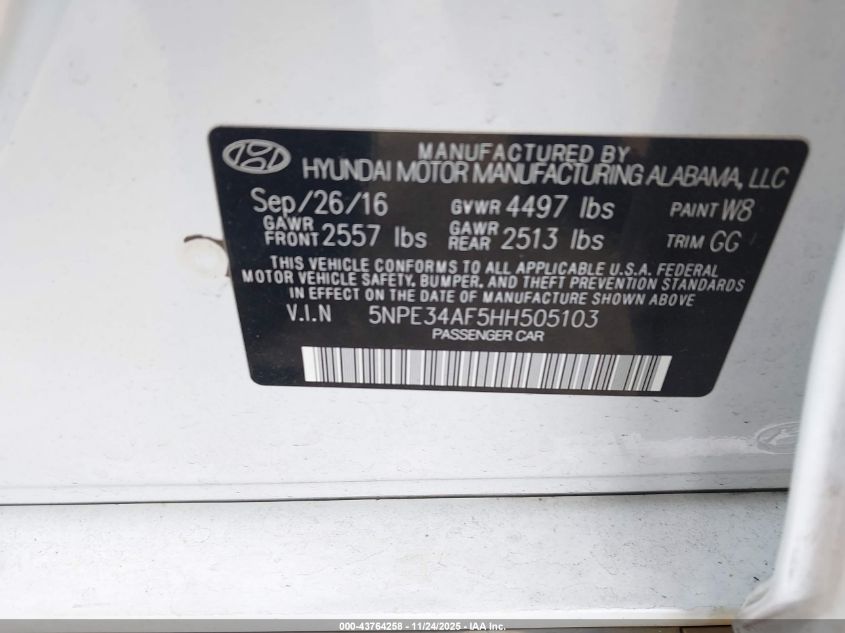 MANUFACTURED BY
HYUNDAI MOTOR MANUFACTURING ALABAMA, LLC
Sep/26/16 GVWR 4497 lbs PAINT W8
GAWR FRONT 2557 lbs GAWR REAR 2513 lbs TRIM GG
THIS VEHICLE CONFORMS TO ALL APPLICABLE U.S.A. FEDERAL
MOTOR VEHICLE SAFETY, BUMPER, AND THEFT PREVENTION STANDARDS
IN EFFECT ON THE DATE OF MANUFACTURE SHOWN ABOVE
V.I.N 5NPE34AF5HH505103
PASSENGER CAR
000-43764258 - 11/24/2025 - IAA Inc.